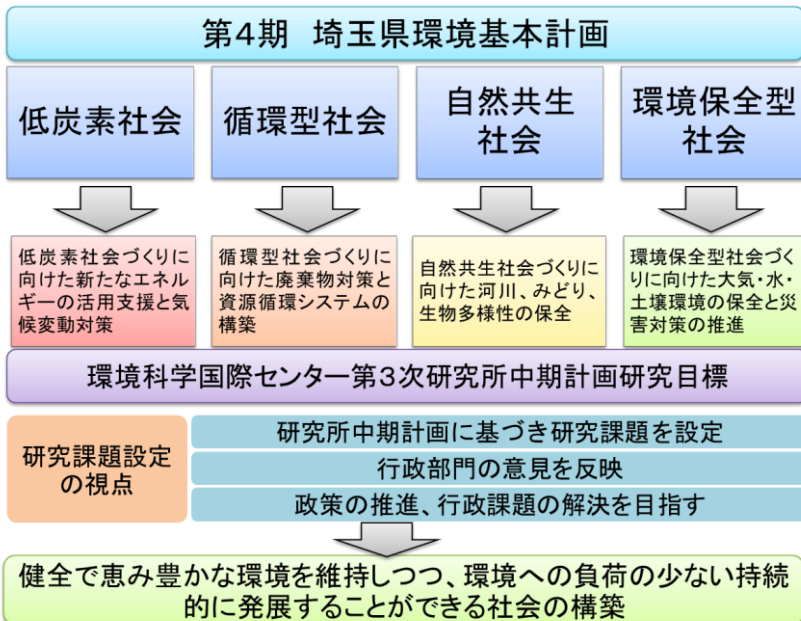 第4期 埼玉県環境基本計画
低炭素社会
循環型社会
自然共生
社会
環境保全型
社会
低炭素社会づくりに
向けた新たなエネル
ギーの活用支援と気
候変動対策
循環型社会づくりに
向けた廃棄物対策と
資源循環システムの
構築
自然共生社会づくりに
向けた河川、みどり、
生物多様性の保全
環境保全型社会づく
りに向けた大気・水・
土壌環境の保全と災
害対策の推進
環境科学国際センター第3次研究所中期計画研究目標
研究課題設定
の視点
研究所中期計画に基づき研究課題を設定
行政部門の意見を反映
政策の推進、行政課題の解決を目指す
健全で恵み豊かな環境を維持しつつ、環境への負荷の少ない持続
的に発展することができる社会の構築